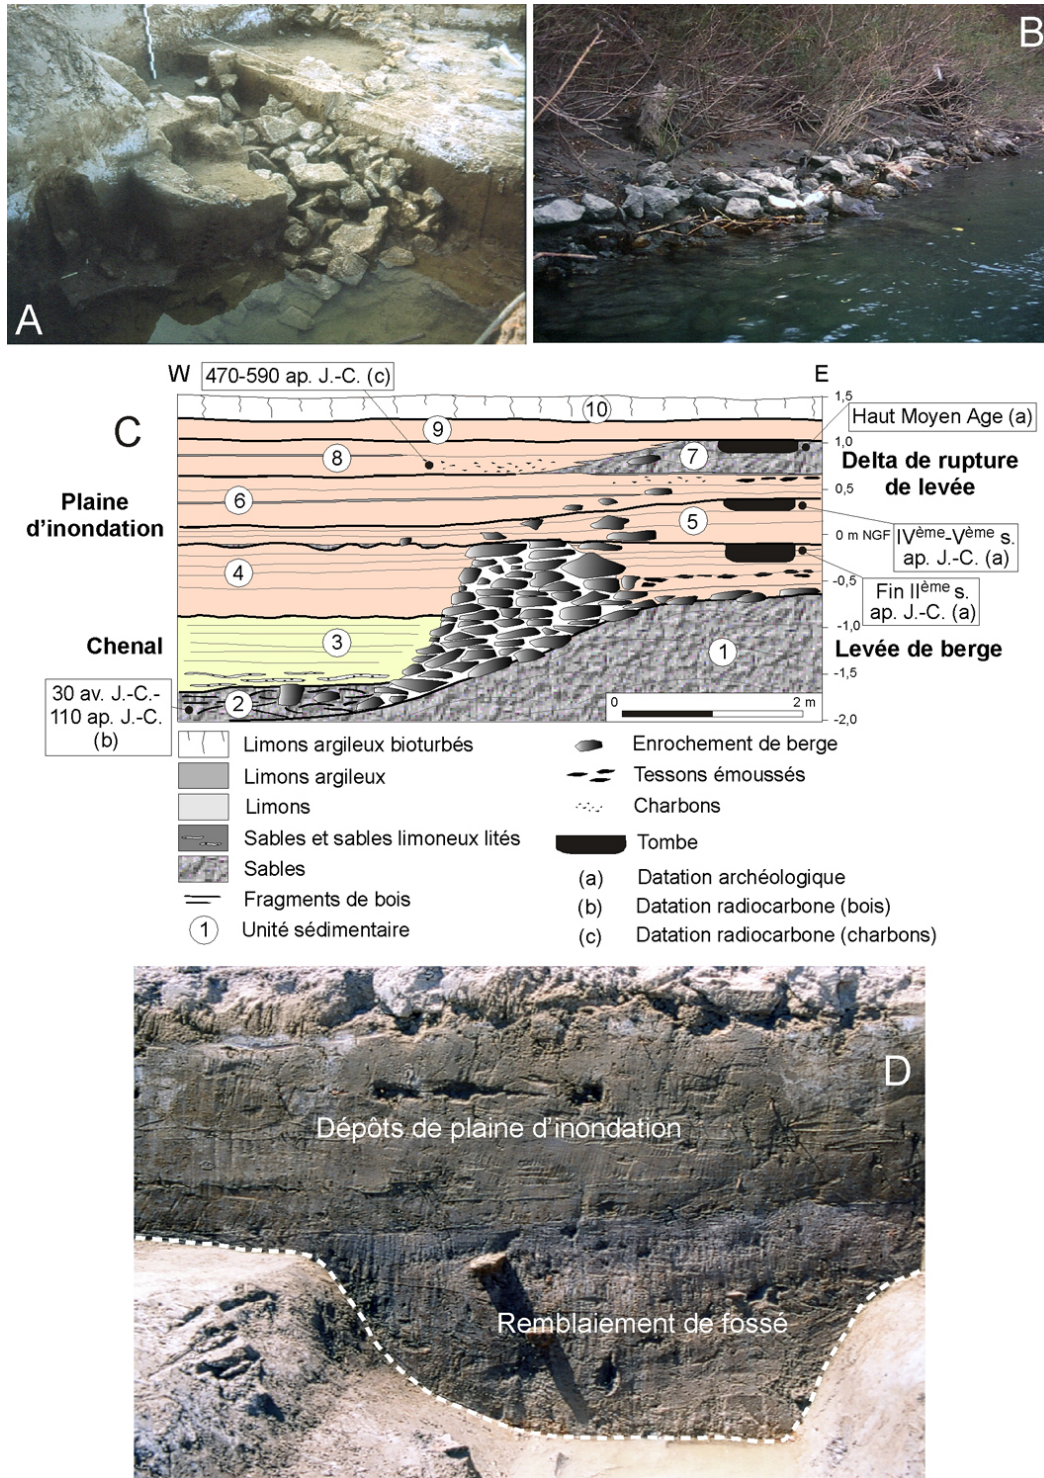 A
B
W
470-590 ap. J.-C. (c)
E
C
1,5
10
Haut Moyen Age (a)
9
1,0
8
7
Delta de rupture
de levée
Plaine
d'inondation
6
0,5
5
0 m NGF
IVème-Vème s.
ap. J.-C. (a)
4
-0,5
Fin IIème s.
ap. J.-C. (a)
Chenal
3
-1,0
1
Levée de berge
-1,5
30 av. J.-C.-
110 ap. J.-C.
(b)
2
0
2 m
-2,0
Limons argileux bioturbés
Limons argileux
Limons
Sables et sables limoneux lités
Sables
Fragments de bois
1 Unité sédimentaire
Enrochement de berge
Tessons émoussés
Charbons
Tombe
(a) Datation archéologique
(b) Datation radiocarbone (bois)
(c) Datation radiocarbone (charbons)
D
Dépôts de plaine d'inondation
Remblaiement de fossé